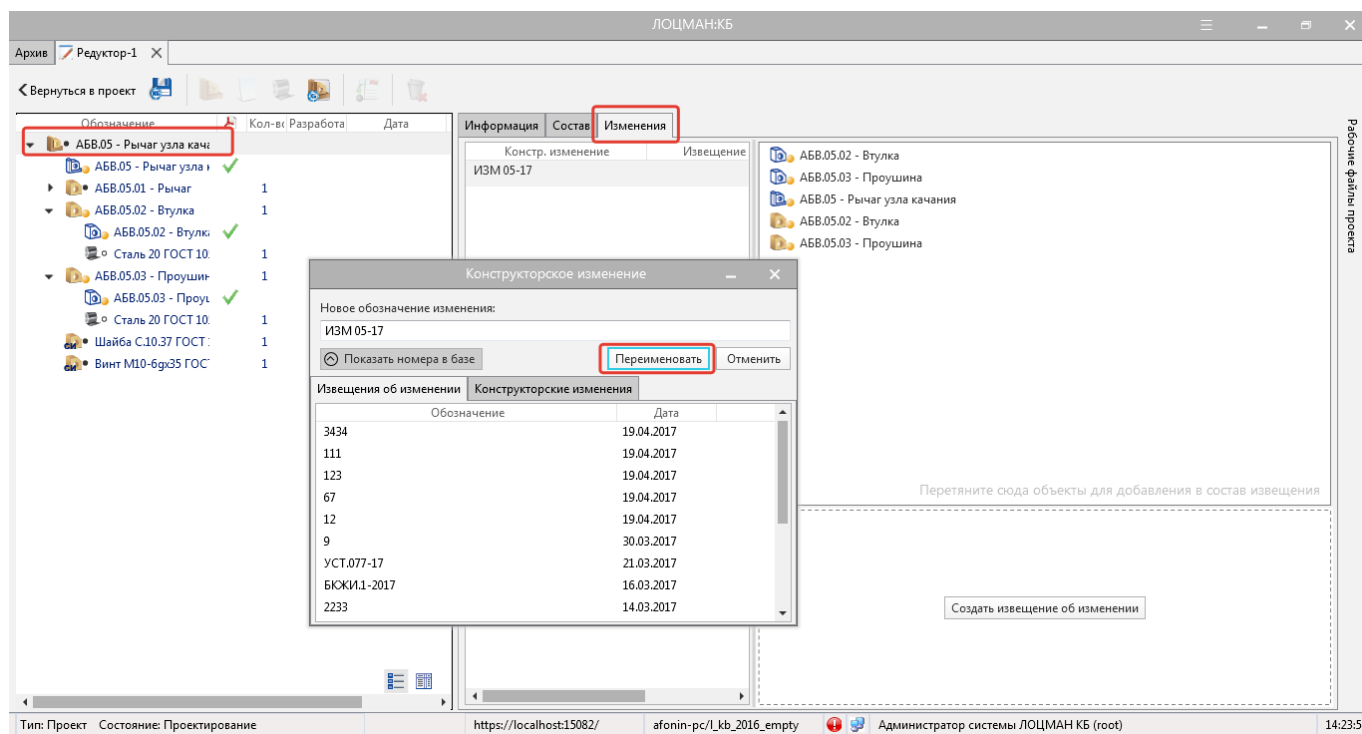 ЛОЦМАН:КБ
Архив Редуктор-1
Вернуться в проект
Обозначение Кол-вс Разработа Дата
АБВ.05 - Рычаг узла кача
АБВ.05 - Рычаг узла к
АБВ.05.01 - Рычаг 1
АБВ.05.02 - Втулка 1
АБВ.05.02 - Втулк
Сталь 20 ГОСТ 10 1
АБВ.05.03 - Проушин 1
АБВ.05.03 - Проуш
Сталь 20 ГОСТ 10 1
Шайба С.10.37 ГОСТ 1
Винт М10-6gx35 ГОС 1
Информация Состав Изменения
Констр. изменение Извещение
ИЗМ 05-17
АБВ.05.02 - Втулка
АБВ.05.03 - Проушина
АБВ.05 - Рычаг узла качания
АБВ.05.02 - Втулка
АБВ.05.03 - Проушина
Рабочие файлы проекта
Конструкторское изменение
Новое обозначение изменения:
ИЗМ 05-17
Показать номера в базе Переименовать Отменить
Извещения об изменении Конструкторские изменения
Обозначение Дата
3434 19.04.2017
111 19.04.2017
123 19.04.2017
67 19.04.2017
12 19.04.2017
9 30.03.2017
УСТ.077-17 21.03.2017
БКЖИ.1-2017 16.03.2017
2233 14.03.2017
Перетяните сюда объекты для добавления в состав извещения
Создать извещение об изменении
Тип: Проект Состояние: Проектирование https://localhost:15082/ afonin-pc/l_kb_2016_empty Администратор системы ЛОЦМАН КБ (root) 14:23:5